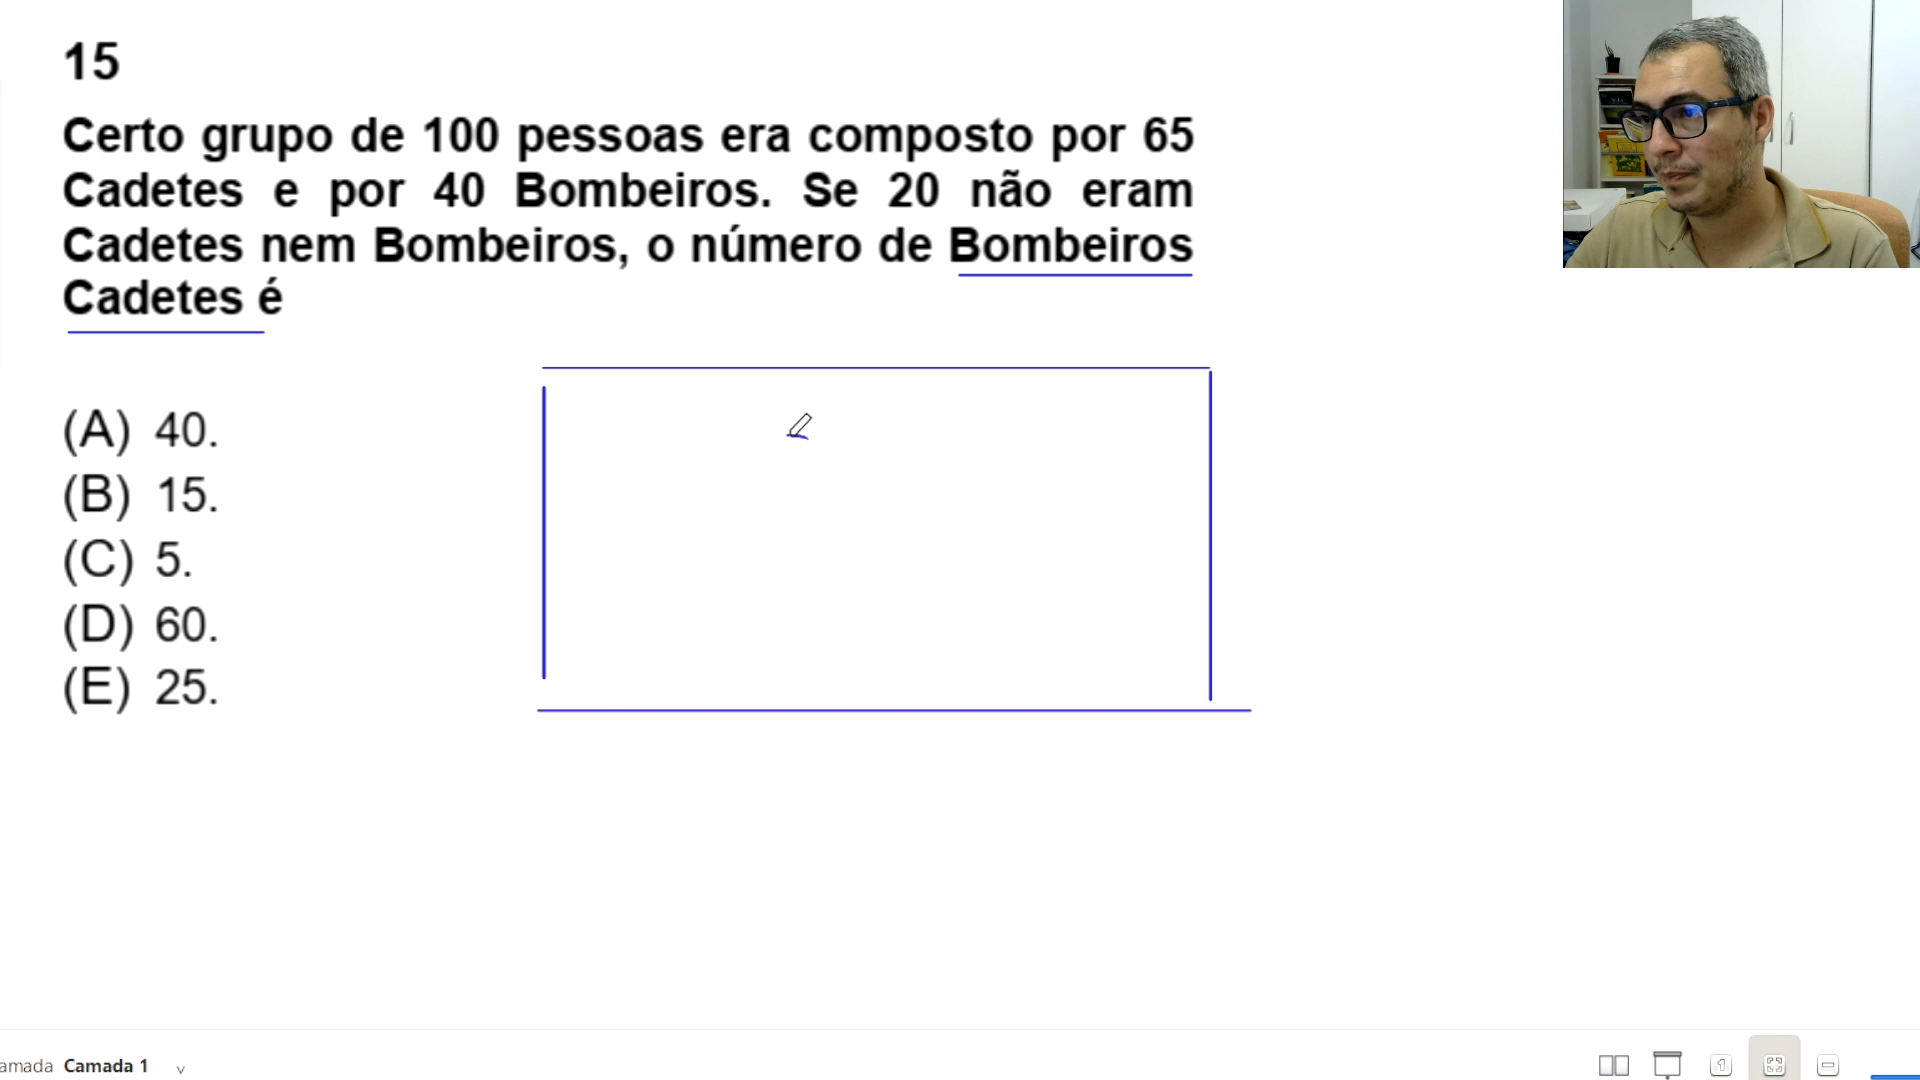 15
Certo grupo de 100 pessoas era composto por 65
Cadetes e por 40 Bombeiros. Se 20 não eram
Cadetes nem Bombeiros, o número de Bombeiros
Cadetes é
(A) 40.
(B) 15.
(C) 5.
(D) 60.
(E) 25.
amada Camada 1